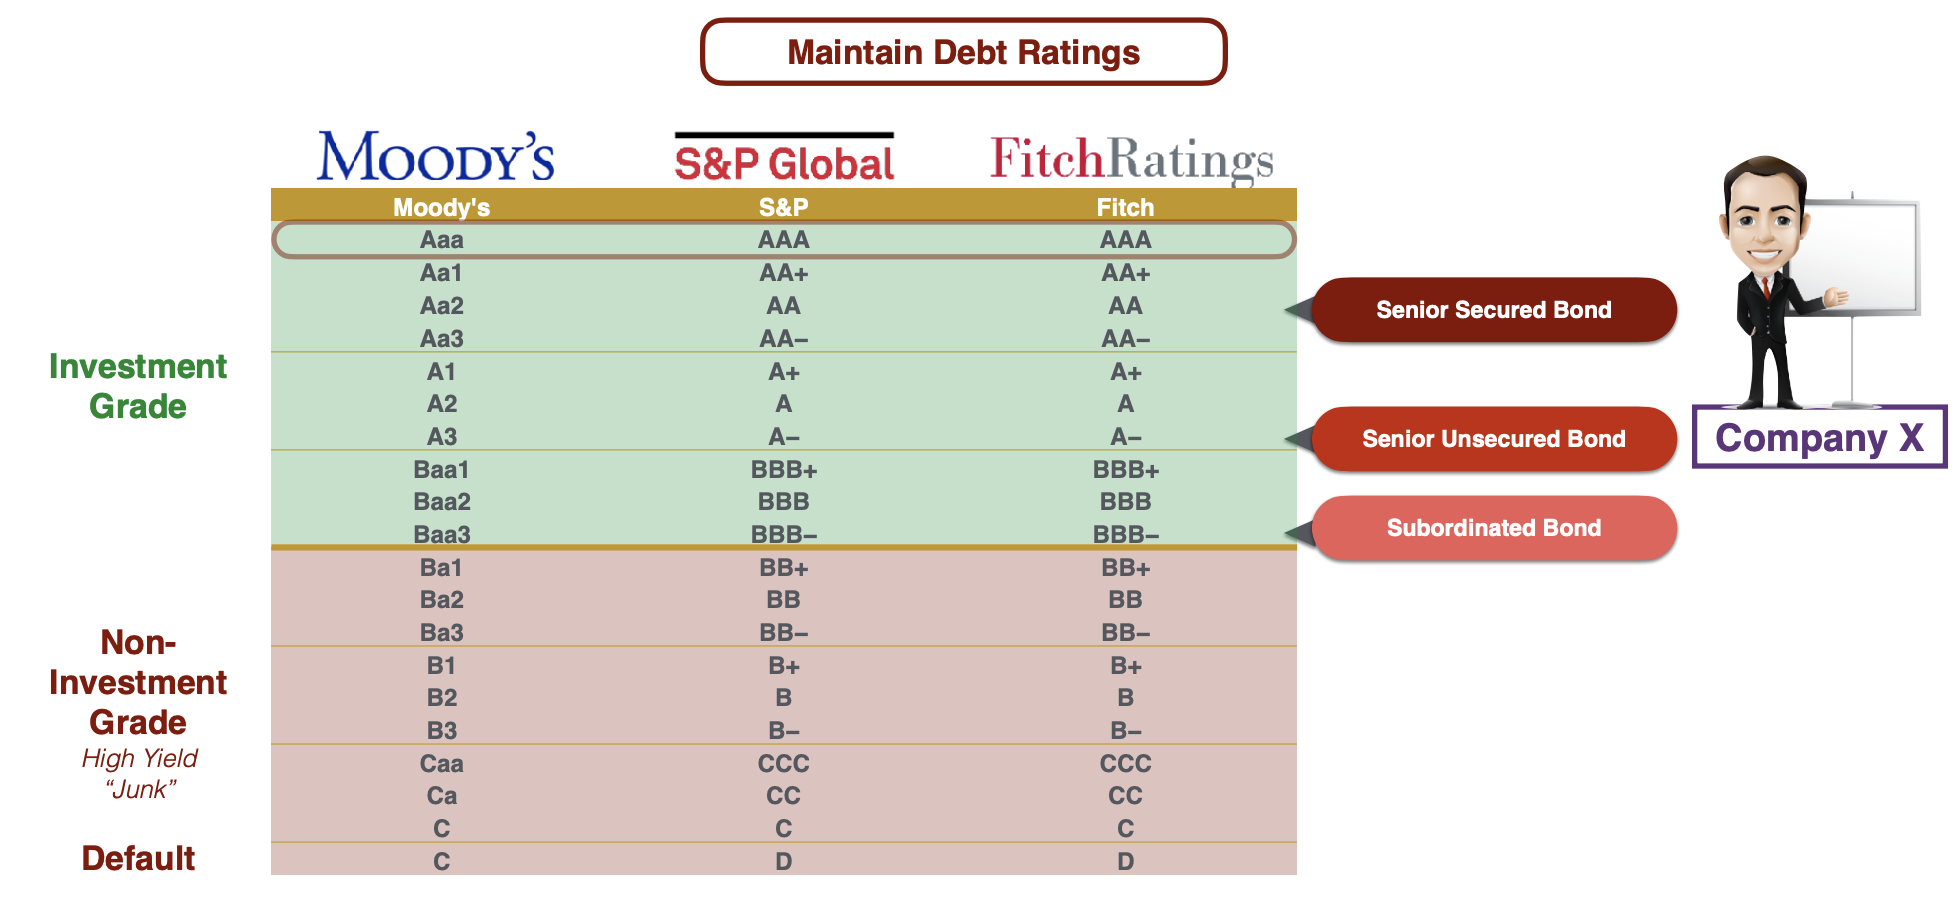 Maintain Debt Ratings
MOODY'S
S&P Global
FitchRatings
Moody's S&P Fitch
Aaa AAA AAA
Aa1 AA+ AA+
Aa2 AA AA
Aa3 AA– AA–
A1 A+ A+
A2 A A
A3 A– A–
Baa1 BBB+ BBB+
Baa2 BBB BBB
Baa3 BBB– BBB–
Ba1 BB+ BB+
Ba2 BB BB
Ba3 BB– BB–
B1 B+ B+
B2 B B
B3 B– B–
Caa CCC CCC
Ca CC CC
C C C
C D D
Investment
Grade
Non-
Investment
Grade
High Yield
“Junk”
Default
Senior Secured Bond
Senior Unsecured Bond
Subordinated Bond
Company X